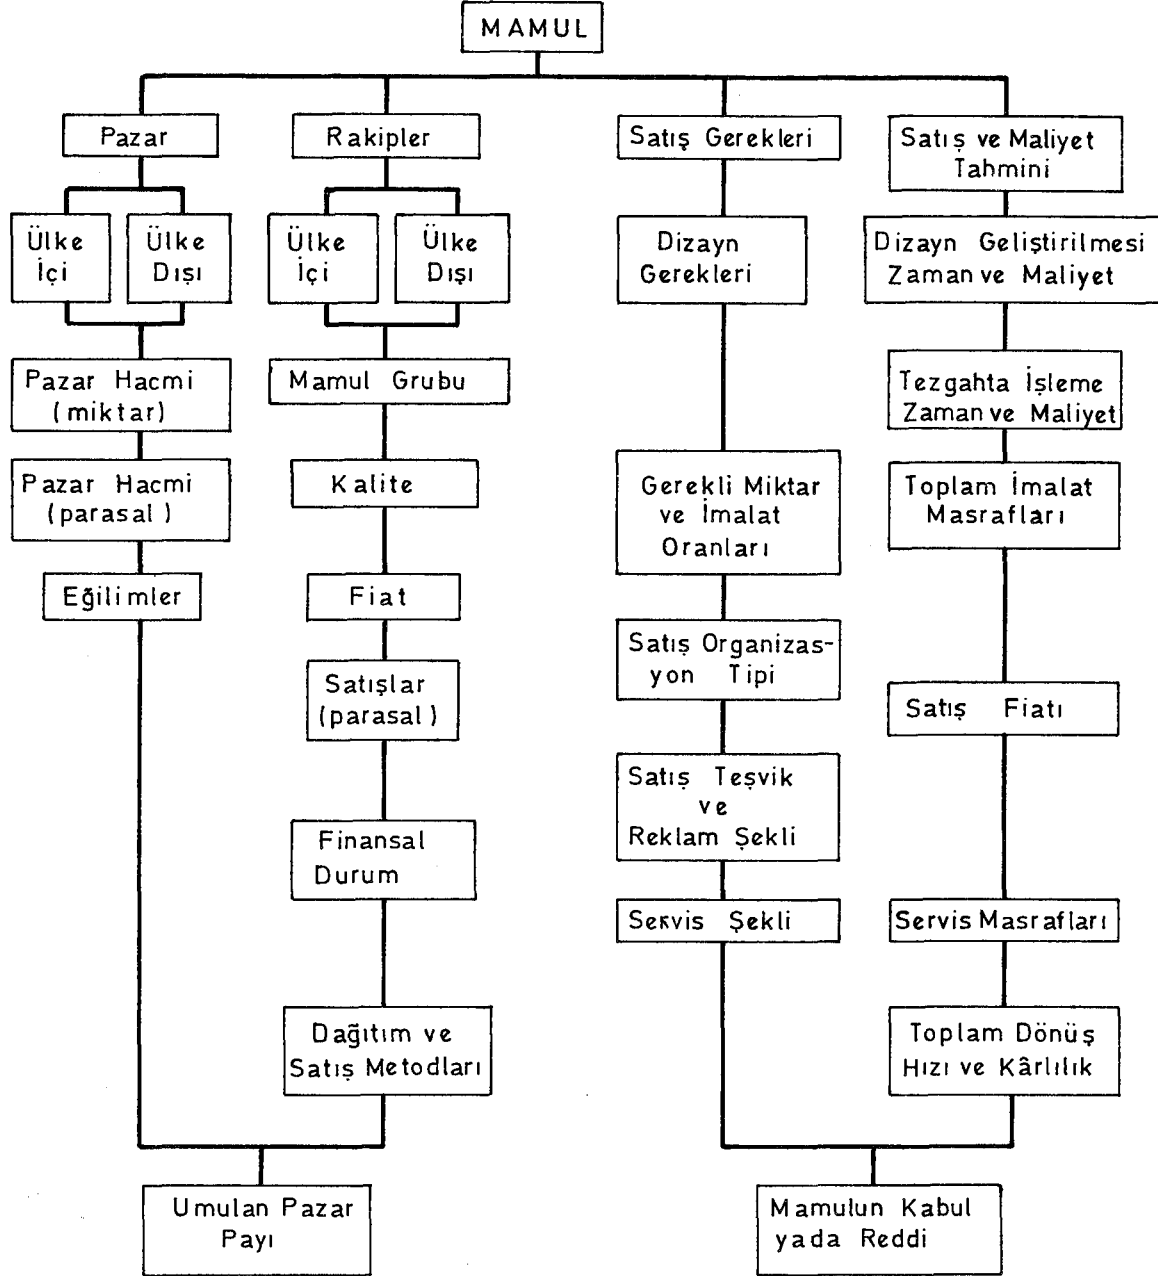 MAMUL
Pazar
Ülke
İçi
Ülke
Dışı
Pazar Hacmi
(miktar)
Pazar Hacmi
(parasal)
Eğilimler
Rakipler
Ülke
İçi
Ülke
Dışı
Mamul Grubu
Kalite
Fiat
Satışlar
(parasal)
Finansal
Durum
Dağıtım ve
Satış Metodları
Umulan Pazar
Payı
Satış Gerekleri
Dizayn
Gerekleri
Gerekli Miktar
ve İmalat
Oranları
Satış Organizas-
yon Tipi
Satış Teşvik
ve
Reklam Şekli
Servis Şekli
Satış ve Maliyet
Tahmini
Dizayn Geliştirilmesi
Zaman ve Maliyet
Tezgahta İşleme
Zaman ve Maliyet
Toplam İmalat
Masrafları
Satış Fiatı
Servis Masrafları
Toplam Dönüş
Hızı ve Kârlılık
Mamulun Kabul
yada Reddi